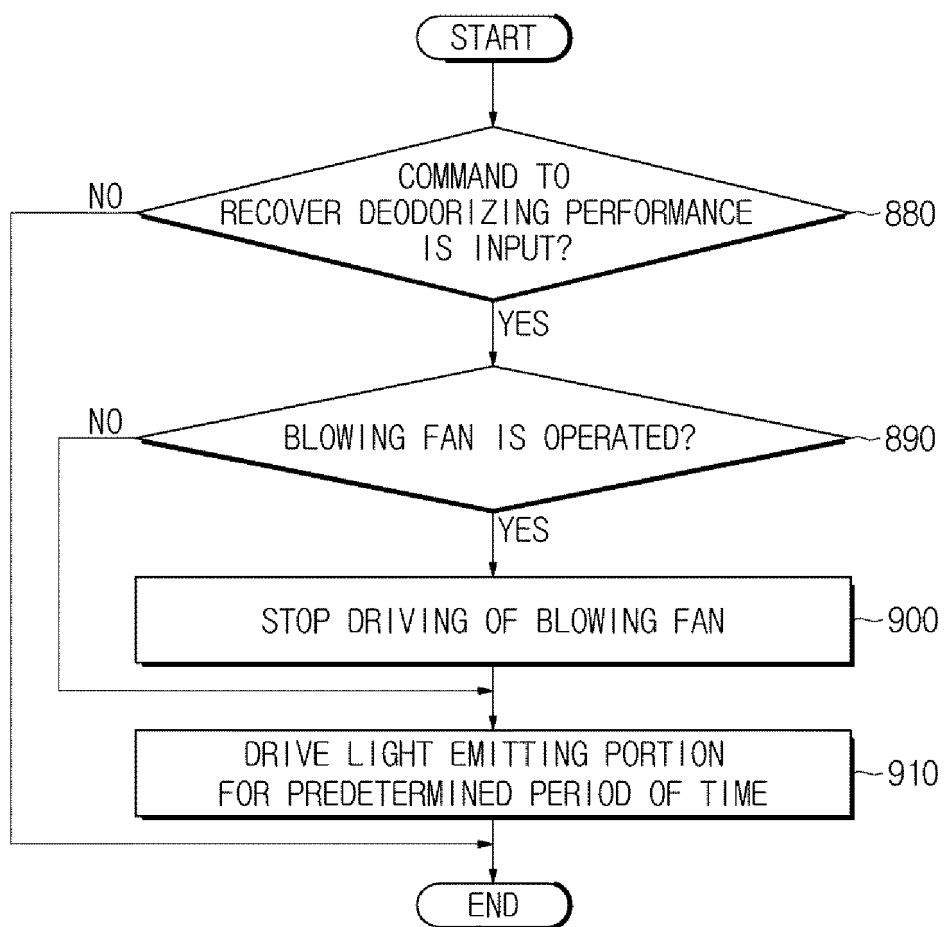 START
COMMAND TO
RECOVER DEODORIZING PERFORMANCE
IS INPUT?
NO
880
YES
BLOWING FAN IS OPERATED?
NO
890
YES
STOP DRIVING OF BLOWING FAN
900
DRIVE LIGHT EMITTING PORTION
FOR PREDETERMINED PERIOD OF TIME
910
END